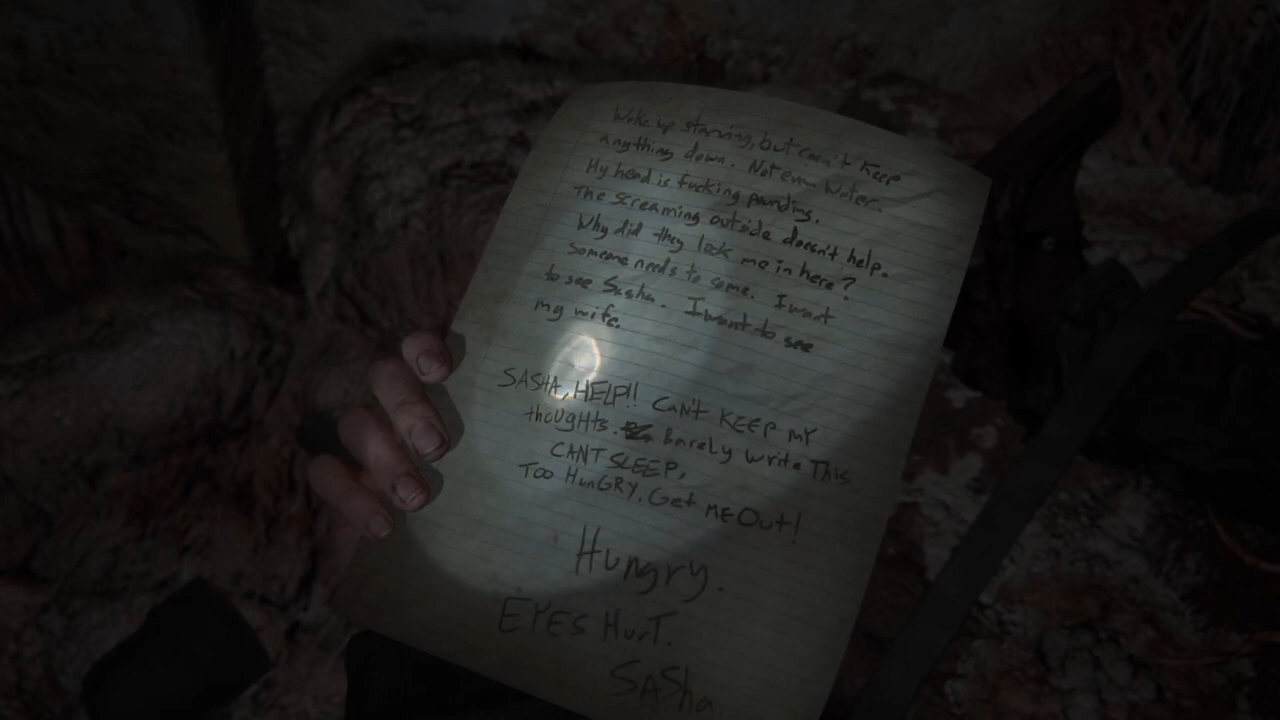 Woke up starving, but can't keep
anything down. Not even water.
My head is fucking pounding.
The screaming outside doesn't help.
Why did they lock me in here?
Someone needs to come. I want
to see Sasha. I want to see
my wife.
SASHA, HELP!! CAN'T KEEP MY
thoUgHts. barely write This
CANT SLEEP,
TOO HunGRY. Get ME Out!
Hungry.
EYES HurT.
SASha